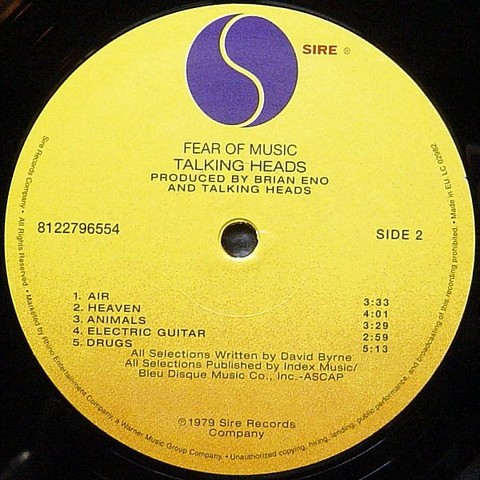 SIRE ®
FEAR OF MUSIC
TALKING HEADS
PRODUCED BY BRIAN ENO
AND TALKING HEADS
8122796554
SIDE 2
1. AIR 3:33
2. HEAVEN 4:01
3. ANIMALS 3:29
4. ELECTRIC GUITAR 2:59
5. DRUGS 5:13
All Selections Written by David Byrne
All Selections Published by Index Music/
Bleu Disque Music Co., Inc.-ASCAP
℗1979 Sire Records
Company
Sire Records Company • All Rights Reserved. • Marketed by Rhino Entertainment Company, a Warner Music Group Company. • Unauthorized copying, hiring, lending, public performance, and broadcasting of this recording prohibited. • Made in EU. LC 02982